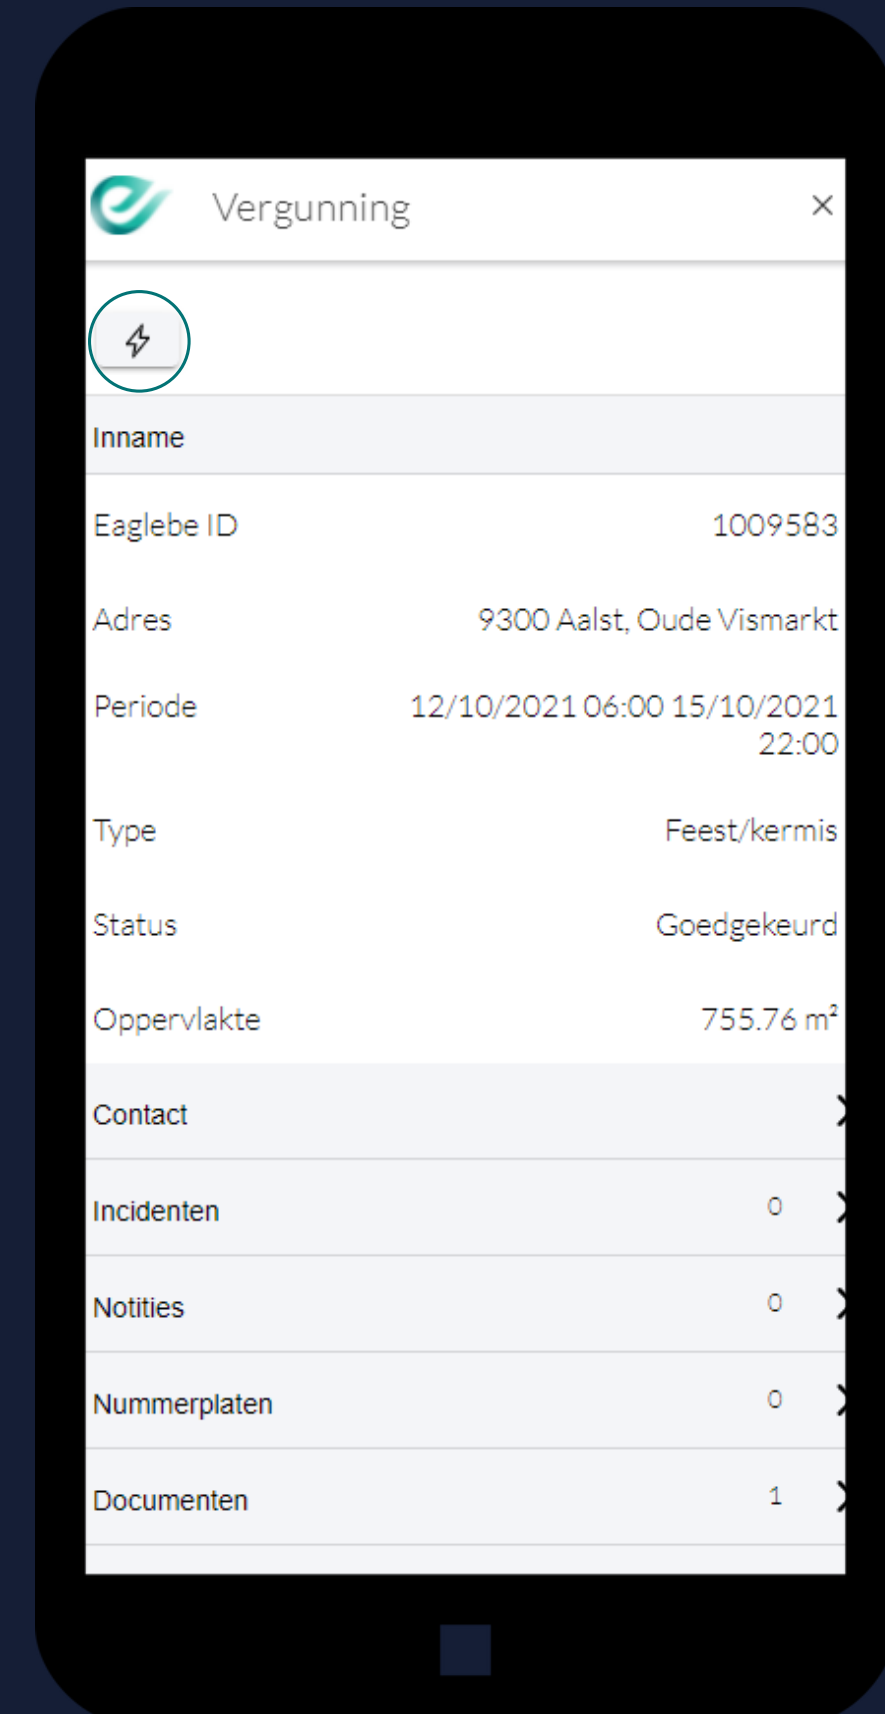 Vergunning
Inname
Eaglebe ID 1009583
Adres 9300 Aalst, Oude Vismarkt
Periode 12/10/2021 06:00 15/10/2021
22:00
Type Feest/kermis
Status Goedgekeurd
Oppervlakte 755.76 m²
Contact
Incidenten 0
Notities 0
Nummerplaten 0
Documenten 1